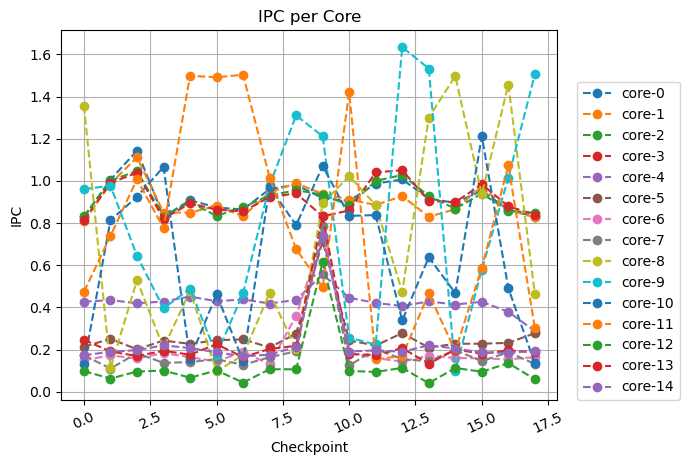 IPC per Core
IPC
1.6
1.4
1.2
1.0
0.8
0.6
0.4
0.2
0.0
0.0
2.5
5.0
7.5
10.0
12.5
15.0
17.5
Checkpoint
core-0
core-1
core-2
core-3
core-4
core-5
core-6
core-7
core-8
core-9
core-10
core-11
core-12
core-13
core-14